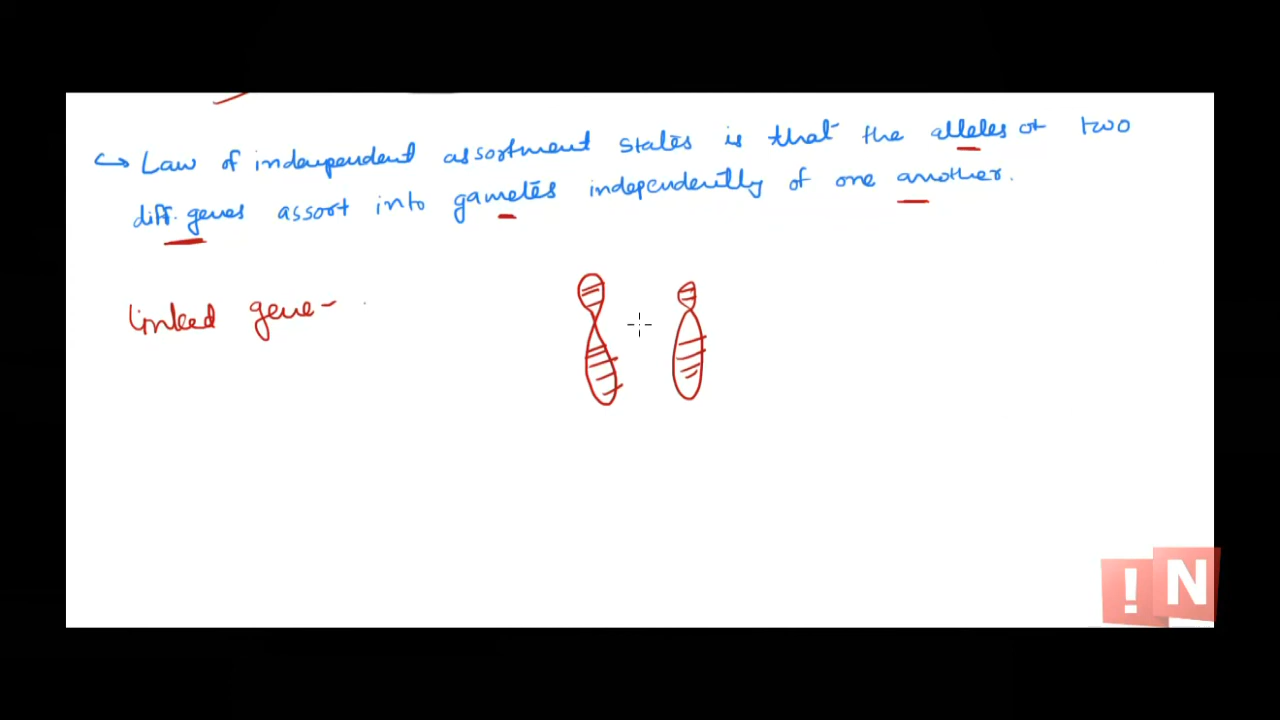 ↪ Law of independent assortment states is that the alleles of two
diff. genes assort into gametes independently of one another.
linked gene-
!N